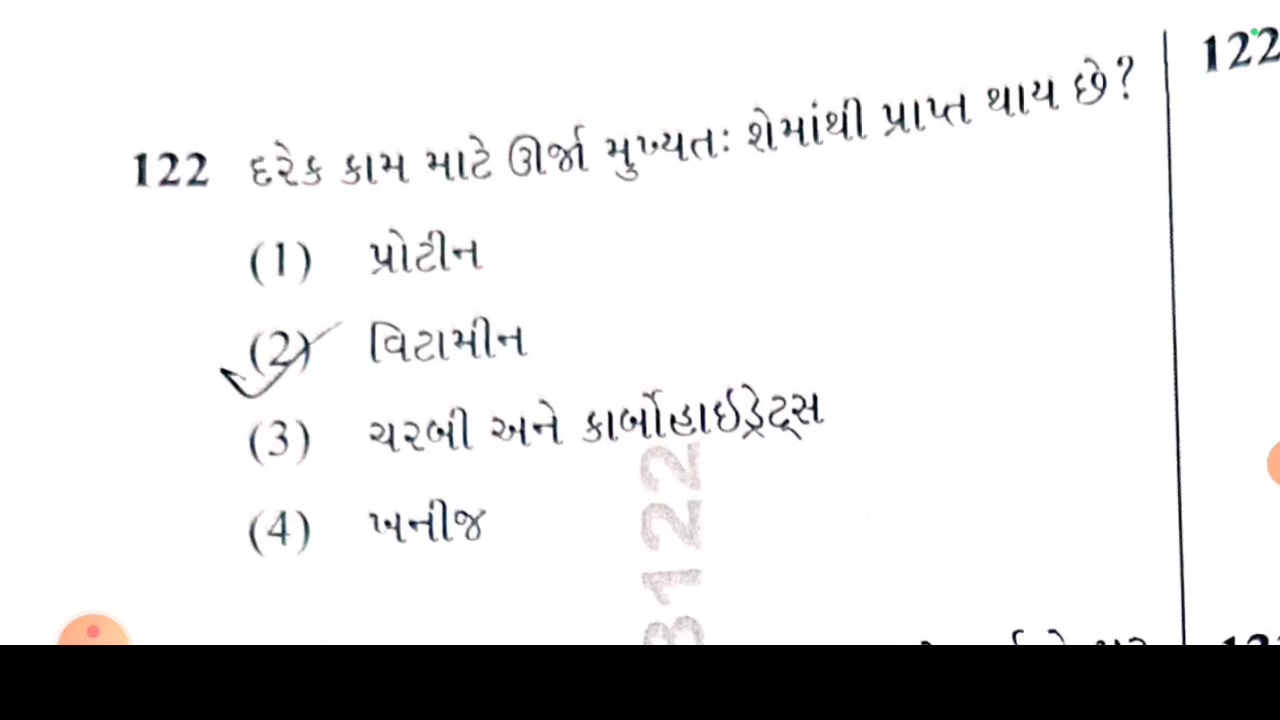 122 દરેક કામ માટે ઊર્જા મુખ્યતઃ શેમાંથી પ્રાપ્ત થાય છે?
(1) પ્રોટીન
(2) વિટામીન
(3) ચરબી અને કાર્બોહાઈડ્રેટ્સ
(4) ખનીજ
122
3122